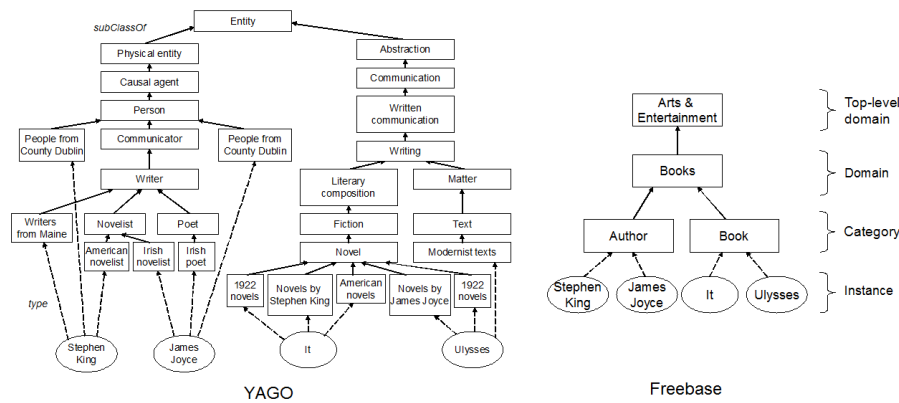 Entity
subClassOf
Physical entity
Abstraction
Causal agent
Communication
Person
Written
communication
People from
County Dublin
Communicator
People from
County Dublin
Writing
Writer
Literary
composition
Matter
Writers
from Maine
Novelist
Poet
Fiction
Text
American
novelist
Irish
novelist
Irish
poet
Novel
Modernist texts
1922
novels
Novels by
Stephen King
American
novels
Novels by
James Joyce
1922
novels
type
Stephen
King
James
Joyce
It
Ulysses
YAGO
Arts &
Entertainment
Top-level
domain
Books
Domain
Author
Book
Category
Stephen
King
James
Joyce
It
Ulysses
Instance
Freebase